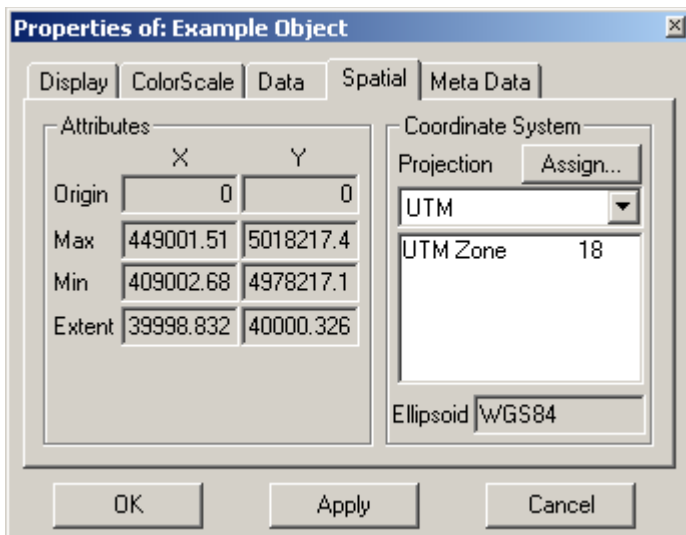 Properties of: Example Object
Display ColorScale Data Spatial Meta Data
Attributes
X Y
Origin 0 0
Max 449001.51 5018217.4
Min 409002.68 4978217.1
Extent 39998.832 40000.326
Coordinate System
Projection Assign...
UTM
UTM Zone 18
Ellipsoid WGS84
OK Apply Cancel